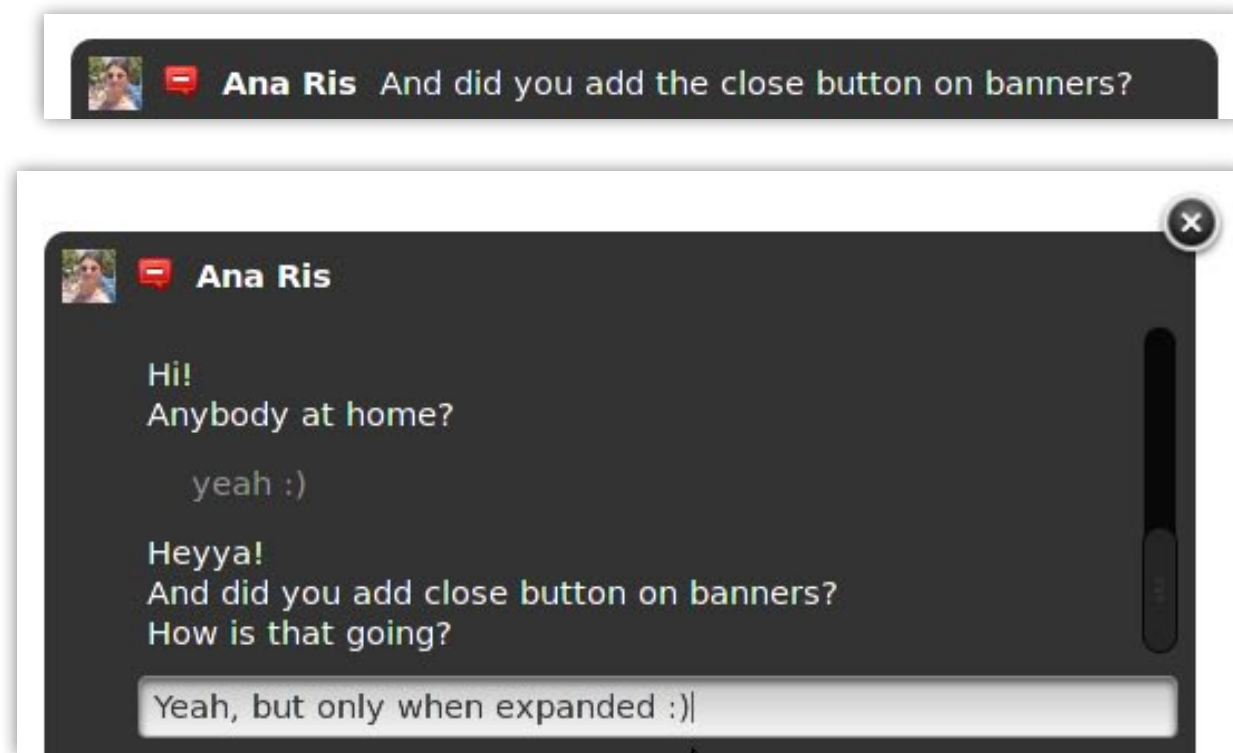 Ana Ris And did you add the close button on banners?
Ana Ris
Hi!
Anybody at home?
yeah :)
Heyya!
And did you add close button on banners?
How is that going?
Yeah, but only when expanded :)